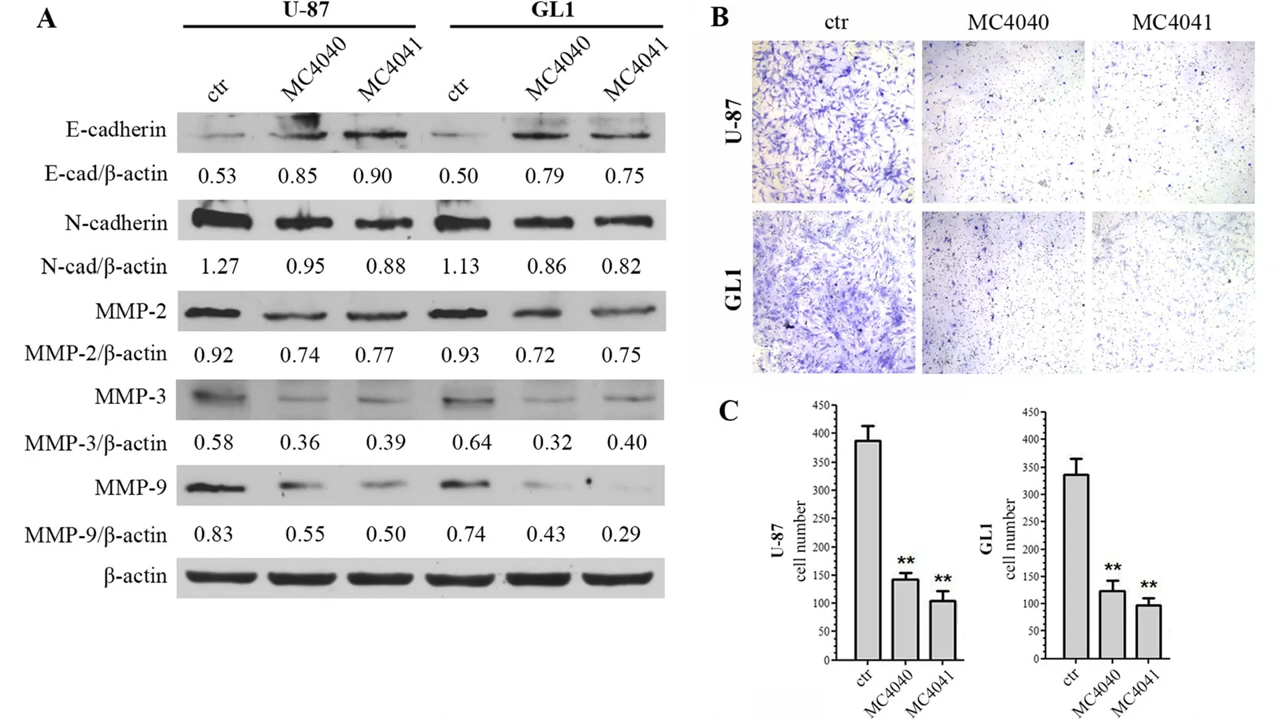 A
U-87 GL1
ctr MC4040 MC4041 ctr MC4040 MC4041
E-cadherin
E-cad/β-actin 0.53 0.85 0.90 0.50 0.79 0.75
N-cadherin
N-cad/β-actin 1.27 0.95 0.88 1.13 0.86 0.82
MMP-2
MMP-2/β-actin 0.92 0.74 0.77 0.93 0.72 0.75
MMP-3
MMP-3/β-actin 0.58 0.36 0.39 0.64 0.32 0.40
MMP-9
MMP-9/β-actin 0.83 0.55 0.50 0.74 0.43 0.29
β-actin
B
ctr MC4040 MC4041
U-87
GL1
C
U-87
cell number
450
400
350
300
250
200
150
100
50
0
** **
ctr MC4040 MC4041
GL1
cell number
450
400
350
300
250
200
150
100
50
0
** **
ctr MC4040 MC4041